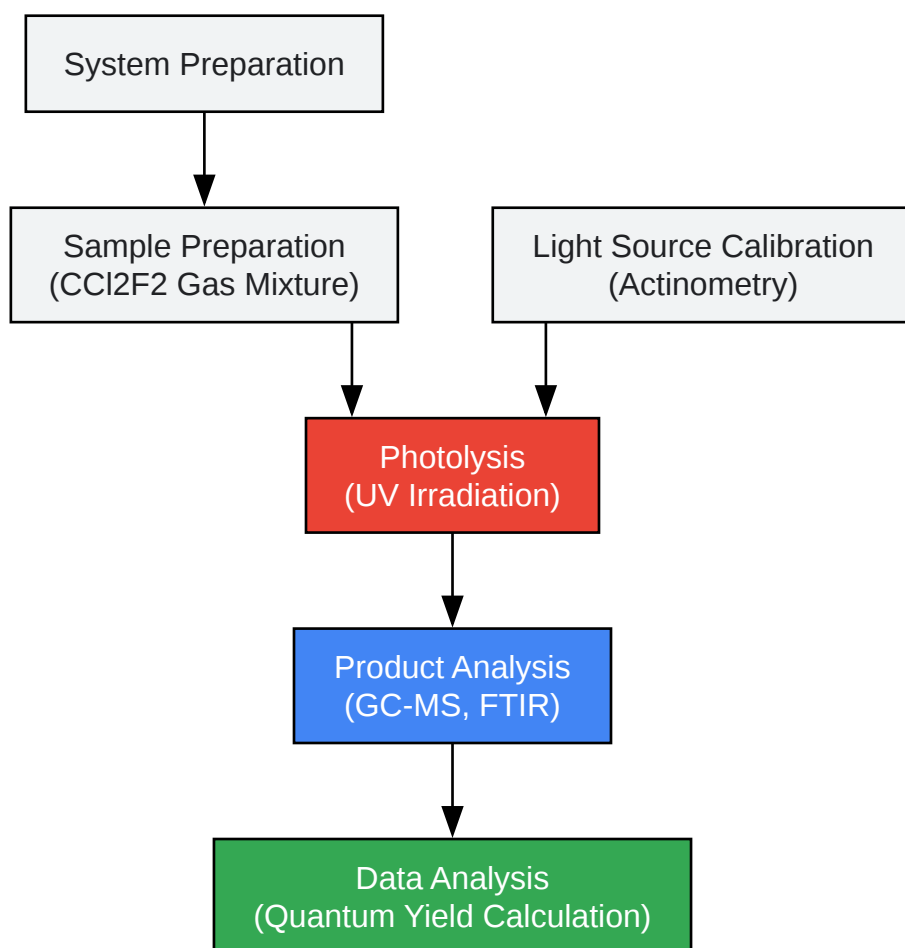 System Preparation
Sample Preparation
(CCl2F2 Gas Mixture)
Light Source Calibration
(Actinometry)
Photolysis
(UV Irradiation)
Product Analysis
(GC-MS, FTIR)
Data Analysis
(Quantum Yield Calculation)